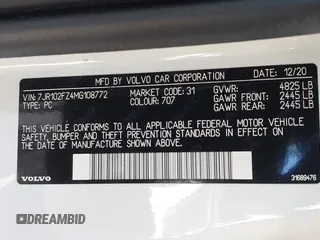 MFD. BY VOLVO CAR CORPORATION DATE: 12/20
VIN: 7JR102FZ4MG108772 MARKET CODE: 31 GVWR: 4825 LB
TYPE: PC COLOUR: 707 GAWR FRONT: 2445 LB
GAWR REAR: 2445 LB
THIS VEHICLE CONFORMS TO ALL APPLICABLE FEDERAL MOTOR VEHICLE
SAFETY, BUMPER, AND THEFT PREVENTION STANDARDS IN EFFECT ON THE
DATE OF MANUFACTURE SHOWN ABOVE.
VOLVO 31689476
DREAMBID